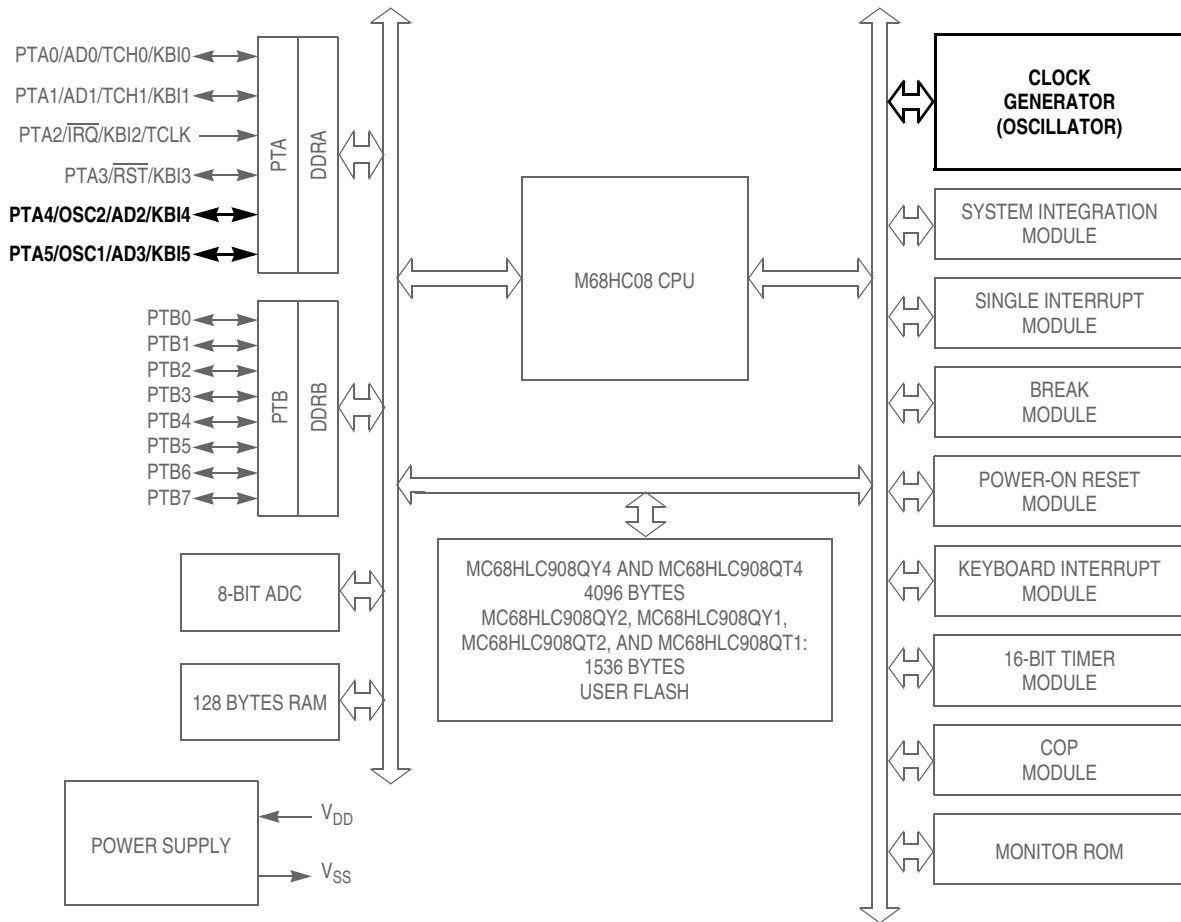 PTA0/AD0/TCH0/KBI0
PTA1/AD1/TCH1/KBI1
PTA2/I̅R̅Q̅/KBI2/TCLK
PTA3/R̅S̅T̅/KBI3
PTA4/OSC2/AD2/KBI4
PTA5/OSC1/AD3/KBI5
PTA
DDRA
PTB0
PTB1
PTB2
PTB3
PTB4
PTB5
PTB6
PTB7
PTB
DDRB
8-BIT ADC
128 BYTES RAM
POWER SUPPLY
VDD
VSS
M68HC08 CPU
MC68HLC908QY4 AND MC68HLC908QT4
4096 BYTES
MC68HLC908QY2, MC68HLC908QY1,
MC68HLC908QT2, AND MC68HLC908QT1:
1536 BYTES
USER FLASH
CLOCK
GENERATOR
(OSCILLATOR)
SYSTEM INTEGRATION
MODULE
SINGLE INTERRUPT
MODULE
BREAK
MODULE
POWER-ON RESET
MODULE
KEYBOARD INTERRUPT
MODULE
16-BIT TIMER
MODULE
COP
MODULE
MONITOR ROM